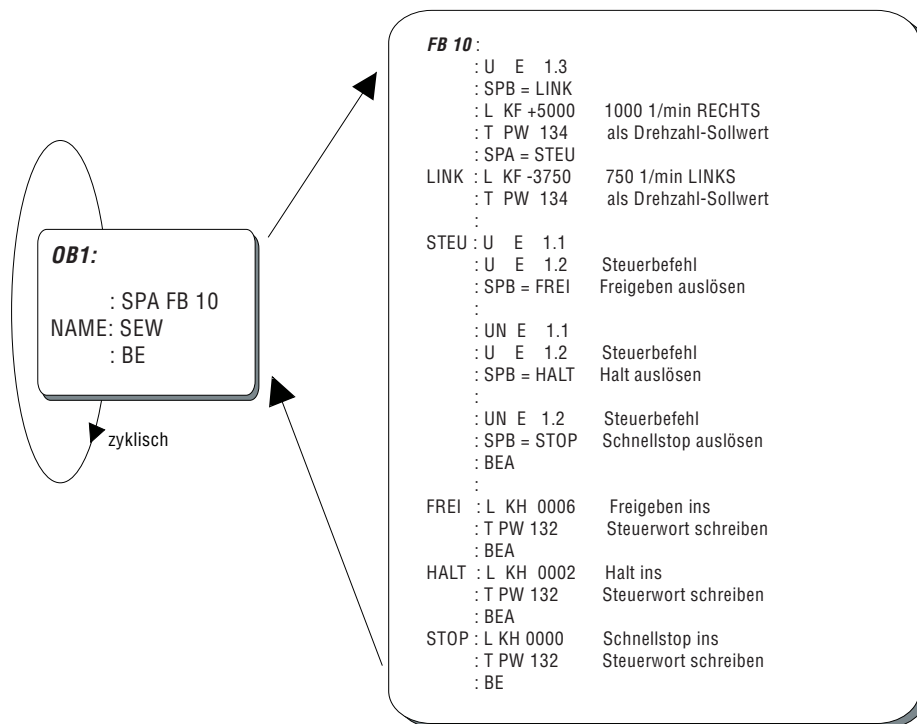 OB1:
: SPA FB 10
NAME: SEW
: BE
zyklisch
FB 10 :
: U E 1.3
: SPB = LINK
: L KF +5000 1000 1/min RECHTS
: T PW 134 als Drehzahl-Sollwert
: SPA = STEU
LINK : L KF -3750 750 1/min LINKS
: T PW 134 als Drehzahl-Sollwert
:
STEU : U E 1.1
: U E 1.2 Steuerbefehl
: SPB = FREI Freigeben auslösen
:
: UN E 1.1
: U E 1.2 Steuerbefehl
: SPB = HALT Halt auslösen
:
: UN E 1.2 Steuerbefehl
: SPB = STOP Schnellstop auslösen
: BEA
:
FREI : L KH 0006 Freigeben ins
: T PW 132 Steuerwort schreiben
: BEA
HALT : L KH 0002 Halt ins
: T PW 132 Steuerwort schreiben
: BEA
STOP : L KH 0000 Schnellstop ins
: T PW 132 Steuerwort schreiben
: BE